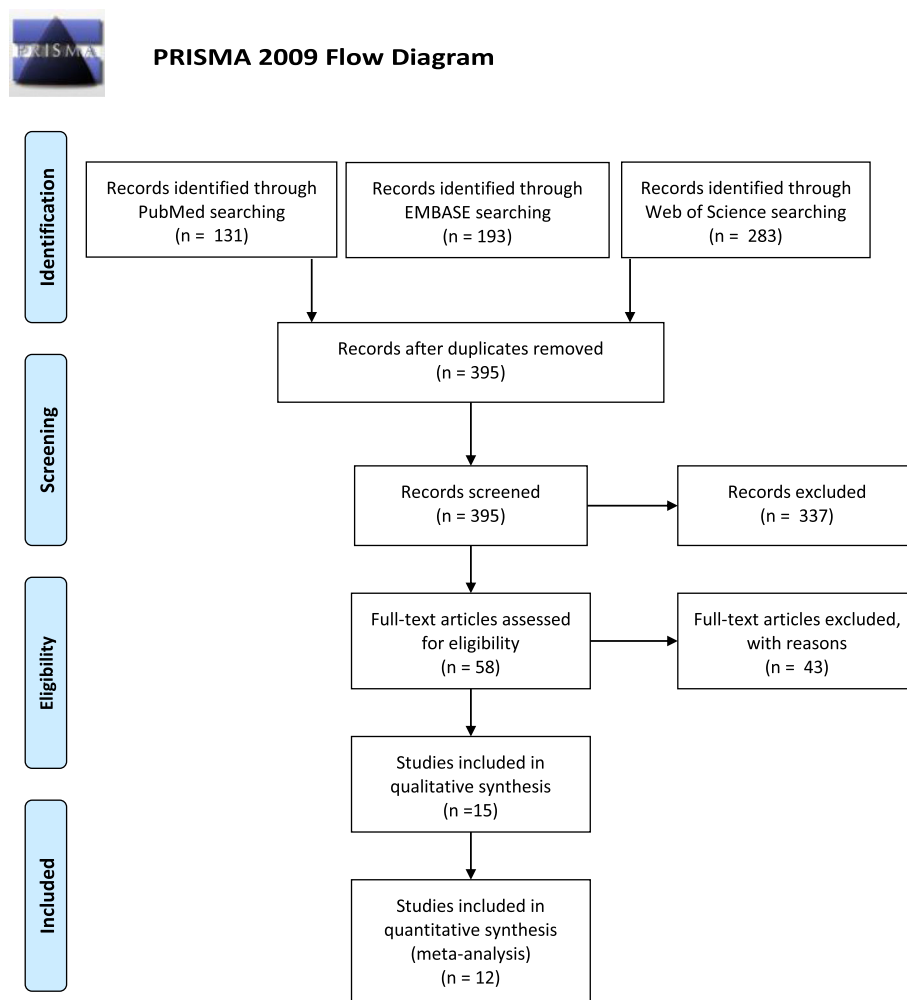 PRISMA
PRISMA 2009 Flow Diagram
Identification
Records identified through
PubMed searching
(n = 131)
Records identified through
EMBASE searching
(n = 193)
Records identified through
Web of Science searching
(n = 283)
Records after duplicates removed
(n = 395)
Screening
Records screened
(n = 395)
Records excluded
(n = 337)
Eligibility
Full-text articles assessed
for eligibility
(n = 58)
Full-text articles excluded,
with reasons
(n = 43)
Studies included in
qualitative synthesis
(n =15)
Included
Studies included in
quantitative synthesis
(meta-analysis)
(n = 12)